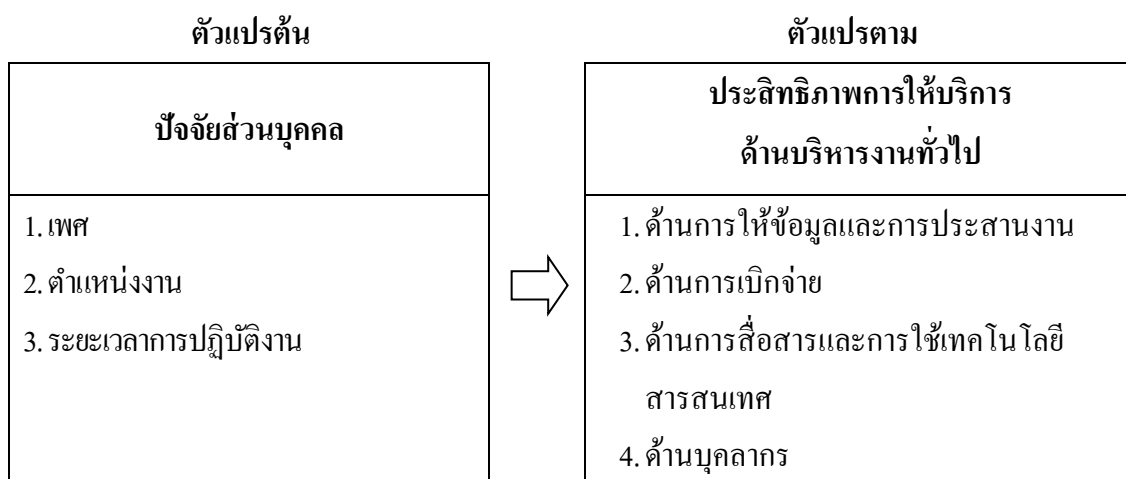 ตัวแปรต้น
ตัวแปรตาม
ปัจจัยส่วนบุคคล
1. เพศ
2. ตำแหน่งงาน
3. ระยะเวลาการปฏิบัติงาน
ประสิทธิภาพการให้บริการ
ด้านบริหารงานทั่วไป
1. ด้านการให้ข้อมูลและการประสานงาน
2. ด้านการเบิกจ่าย
3. ด้านการสื่อสารและการใช้เทคโนโลยี
สารสนเทศ
4. ด้านบุคลากร